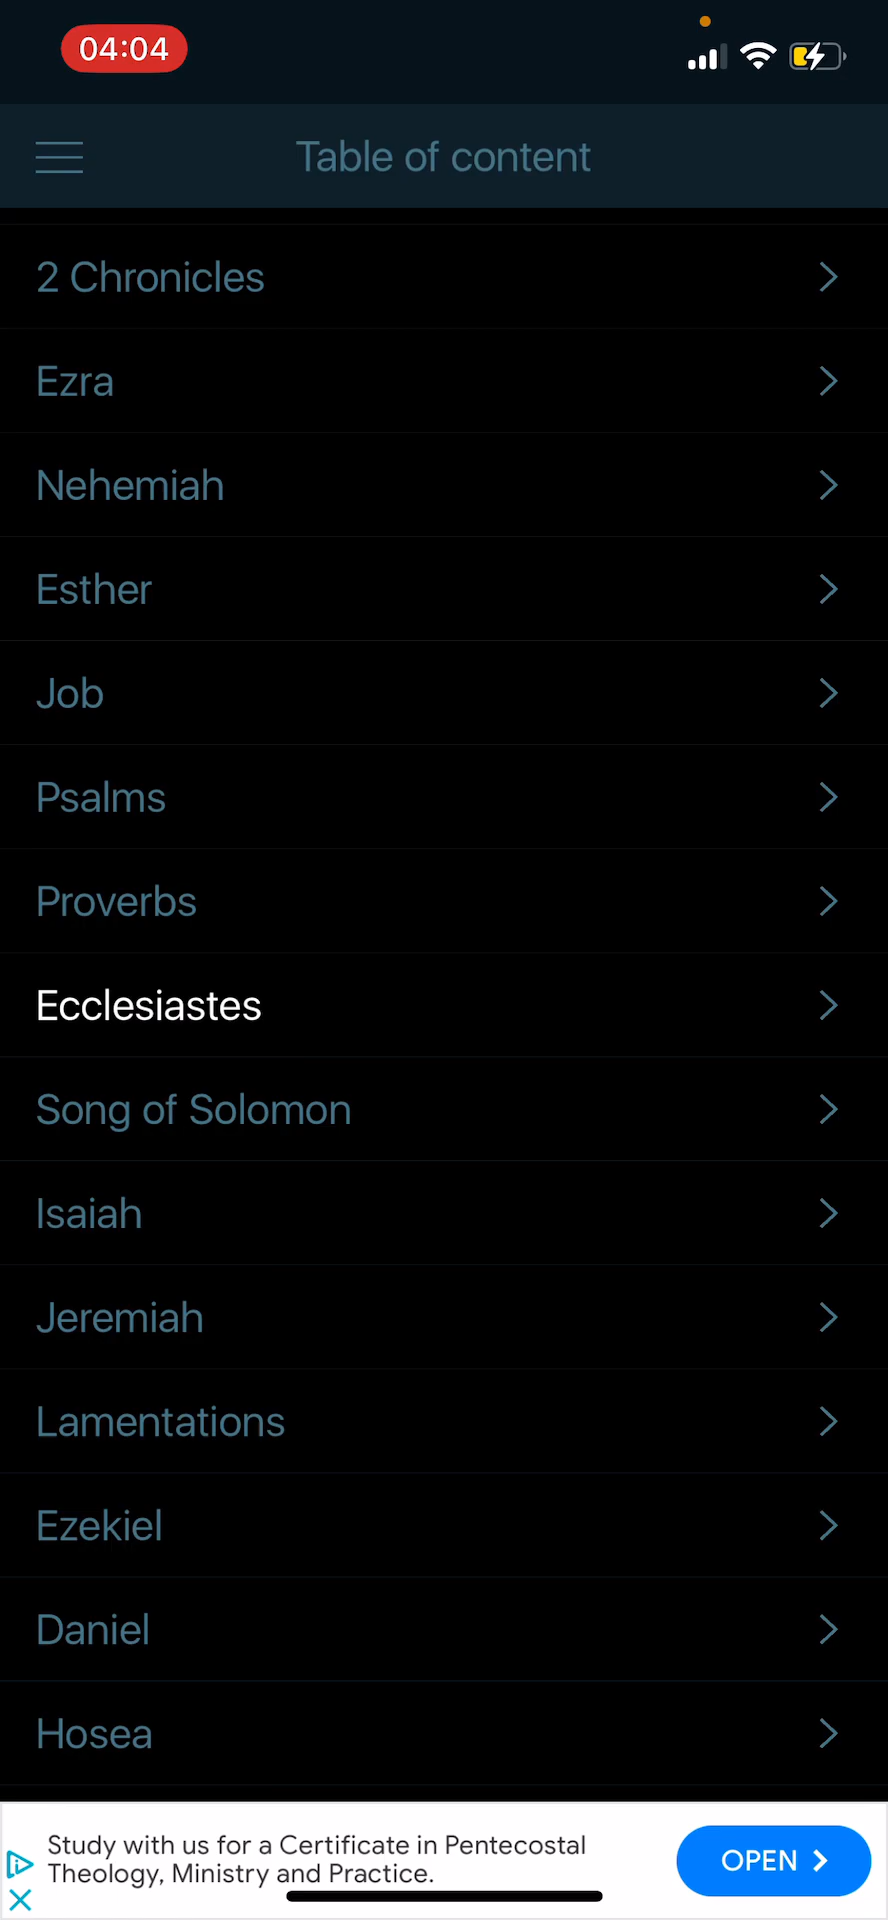 04:04
Table of content
2 Chronicles
Ezra
Nehemiah
Esther
Job
Psalms
Proverbs
Ecclesiastes
Song of Solomon
Isaiah
Jeremiah
Lamentations
Ezekiel
Daniel
Hosea
Study with us for a Certificate in Pentecostal
Theology, Ministry and Practice.
OPEN